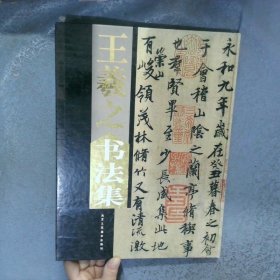 王羲之书法集
永和九年歲在癸丑暮春之初會
于會稽山陰之蘭亭脩稧事
也羣賢畢至少長咸集此地
有崇山峻領茂林脩竹又有清流激